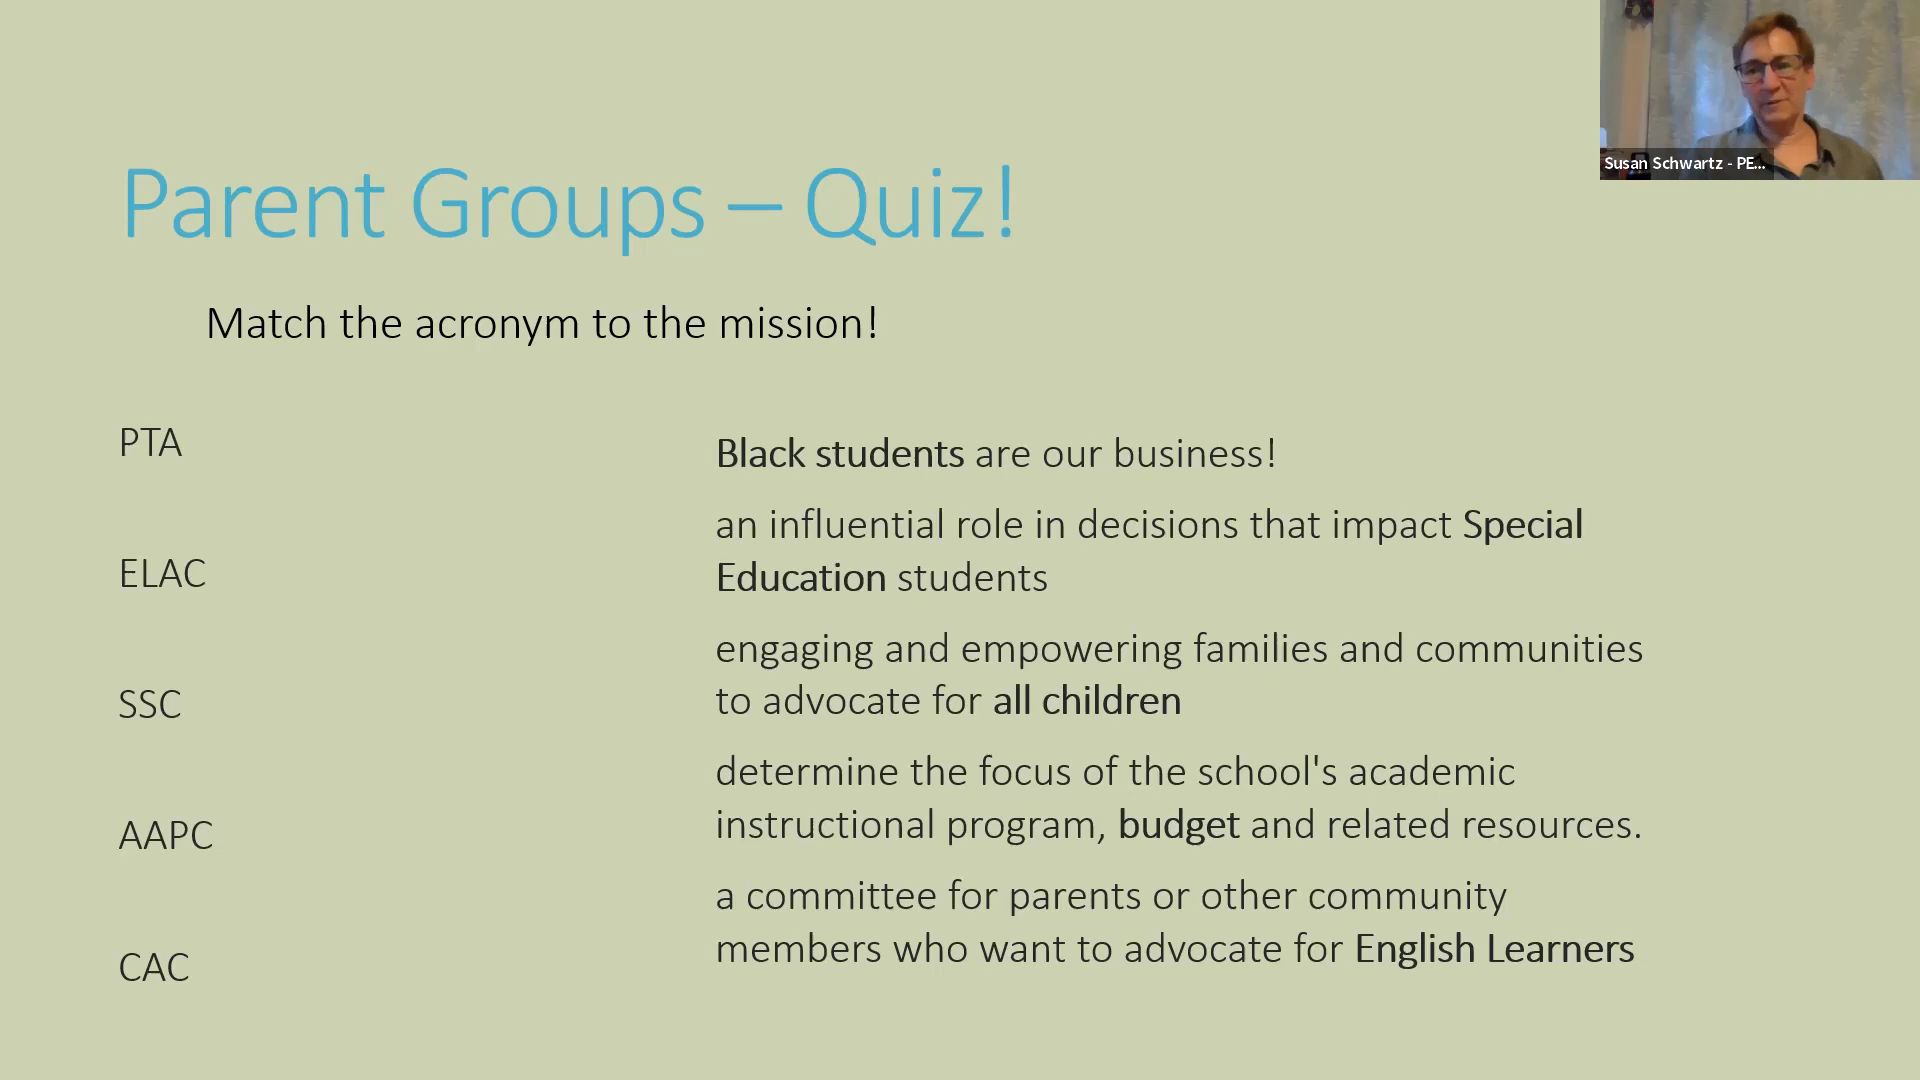 Susan Schwartz - PE...
Parent Groups – Quiz!
Match the acronym to the mission!
PTA
ELAC
SSC
AAPC
CAC
Black students are our business!
an influential role in decisions that impact Special
Education students
engaging and empowering families and communities
to advocate for all children
determine the focus of the school's academic
instructional program, budget and related resources.
a committee for parents or other community
members who want to advocate for English Learners